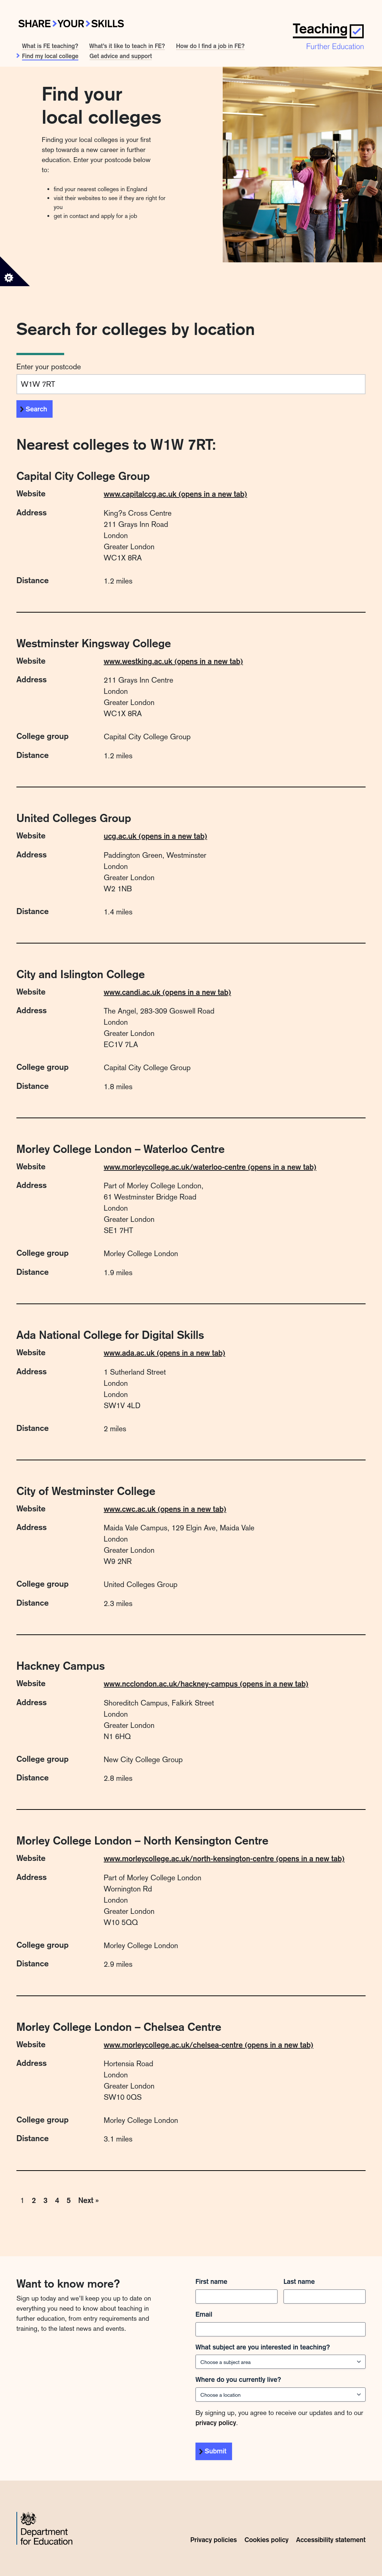 SHARE YOUR SKILLS
Teaching
Further Education
What is FE teaching?
What's it like to teach in FE?
How do I find a job in FE?
Find my local college
Get advice and support
Find your
local colleges
Finding your local colleges is your first
step towards a new career in further
education. Enter your postcode below
to:
find your nearest colleges in England
visit their websites to see if they are right for
you
get in contact and apply for a job
Search for colleges by location
Enter your postcode
W1W 7RT
Search
Nearest colleges to W1W 7RT:
Capital City College Group
Website
www.capitalccg.ac.uk (opens in a new tab)
Address
King?s Cross Centre
211 Grays Inn Road
London
Greater London
WC1X 8RA
Distance
1.2 miles
Westminster Kingsway College
Website
www.westking.ac.uk (opens in a new tab)
Address
211 Grays Inn Centre
London
Greater London
WC1X 8RA
College group
Capital City College Group
Distance
1.2 miles
United Colleges Group
Website
ucg.ac.uk (opens in a new tab)
Address
Paddington Green, Westminster
London
Greater London
W2 1NB
Distance
1.4 miles
City and Islington College
Website
www.candi.ac.uk (opens in a new tab)
Address
The Angel, 283-309 Goswell Road
London
Greater London
EC1V 7LA
College group
Capital City College Group
Distance
1.8 miles
Morley College London – Waterloo Centre
Website
www.morleycollege.ac.uk/waterloo-centre (opens in a new tab)
Address
Part of Morley College London,
61 Westminster Bridge Road
London
Greater London
SE1 7HT
College group
Morley College London
Distance
1.9 miles
Ada National College for Digital Skills
Website
www.ada.ac.uk (opens in a new tab)
Address
1 Sutherland Street
London
London
SW1V 4LD
Distance
2 miles
City of Westminster College
Website
www.cwc.ac.uk (opens in a new tab)
Address
Maida Vale Campus, 129 Elgin Ave, Maida Vale
London
Greater London
W9 2NR
College group
United Colleges Group
Distance
2.3 miles
Hackney Campus
Website
www.ncclondon.ac.uk/hackney-campus (opens in a new tab)
Address
Shoreditch Campus, Falkirk Street
London
Greater London
N1 6HQ
College group
New City College Group
Distance
2.8 miles
Morley College London – North Kensington Centre
Website
www.morleycollege.ac.uk/north-kensington-centre (opens in a new tab)
Address
Part of Morley College London
Wornington Rd
London
Greater London
W10 5QQ
College group
Morley College London
Distance
2.9 miles
Morley College London – Chelsea Centre
Website
www.morleycollege.ac.uk/chelsea-centre (opens in a new tab)
Address
Hortensia Road
London
Greater London
SW10 0QS
College group
Morley College London
Distance
3.1 miles
1 2 3 4 5 Next »
Want to know more?
Sign up today and we'll keep you up to date on
everything you need to know about teaching in
further education, from entry requirements and
training, to the latest news and events.
First name
Last name
Email
What subject are you interested in teaching?
Choose a subject area
Where do you currently live?
Choose a location
By signing up, you agree to receive our updates and to our
privacy policy.
Submit
Department
for Education
Privacy policies
Cookies policy
Accessibility statement